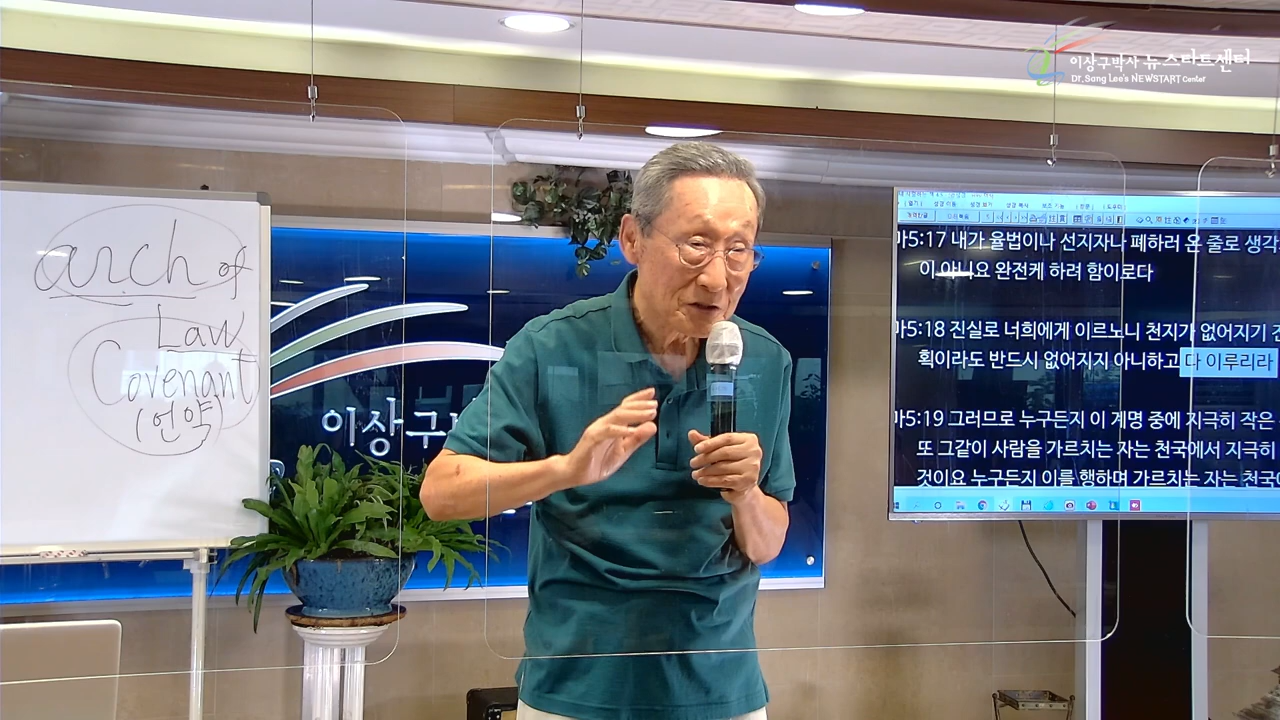 이상구박사 뉴스타트센터
Dr. Sang Lee's NEWSTART Center
arch of
Law
Covenant
(언약)
이상구박
마5:17 내가 율법이나 선지자나 폐하러 온 줄로 생각
이 아니요 완전케 하려 함이로다
마5:18 진실로 너희에게 이르노니 천지가 없어지기
획이라도 반드시 없어지지 아니하고 다 이루리라
마5:19 그러므로 누구든지 이 계명 중에 지극히 작은
또 그같이 사람을 가르치는 자는 천국에서 지극히
것이요 누구든지 이를 행하며 가르치는 자는 천국에